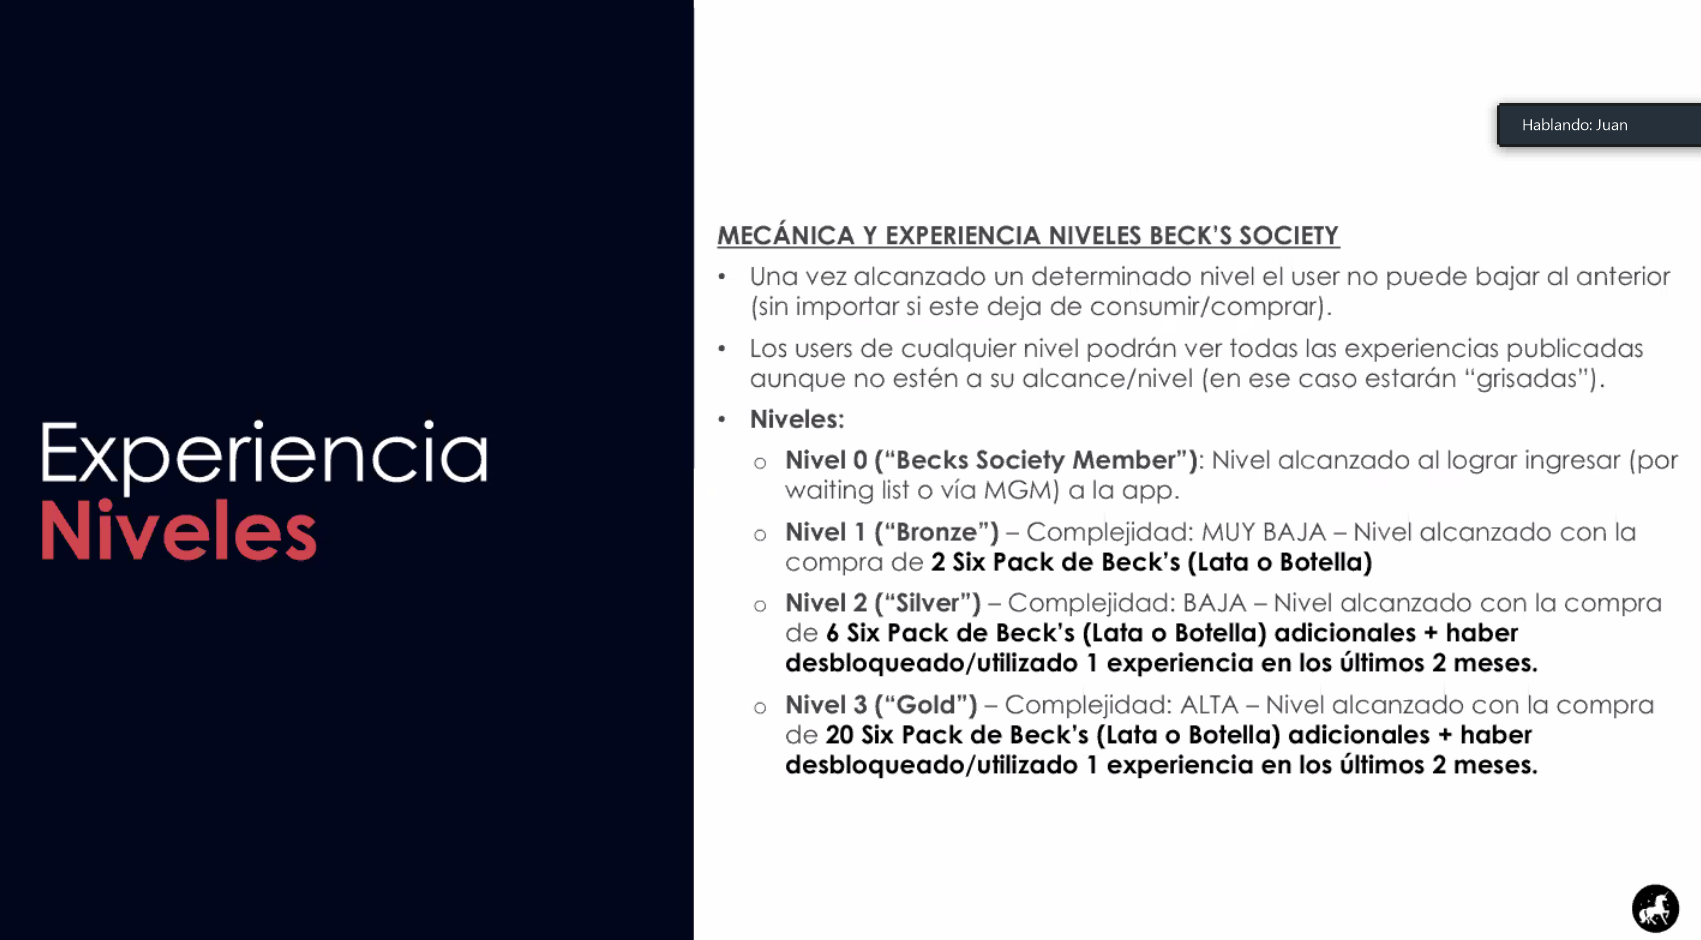 Experiencia
Niveles
Hablando: Juan
MECÁNICA Y EXPERIENCIA NIVELES BECK’S SOCIETY
• Una vez alcanzado un determinado nivel el user no puede bajar al anterior
(sin importar si este deja de consumir/comprar).
• Los users de cualquier nivel podrán ver todas las experiencias publicadas
aunque no estén a su alcance/nivel (en ese caso estarán “grisadas”).
• Niveles:
o Nivel 0 (“Becks Society Member”): Nivel alcanzado al lograr ingresar (por
waiting list o vía MGM) a la app.
o Nivel 1 (“Bronze”) – Complejidad: MUY BAJA – Nivel alcanzado con la
compra de 2 Six Pack de Beck’s (Lata o Botella)
o Nivel 2 (“Silver”) – Complejidad: BAJA – Nivel alcanzado con la compra
de 6 Six Pack de Beck’s (Lata o Botella) adicionales + haber
desbloqueado/utilizado 1 experiencia en los últimos 2 meses.
o Nivel 3 (“Gold”) – Complejidad: ALTA – Nivel alcanzado con la compra
de 20 Six Pack de Beck’s (Lata o Botella) adicionales + haber
desbloqueado/utilizado 1 experiencia en los últimos 2 meses.